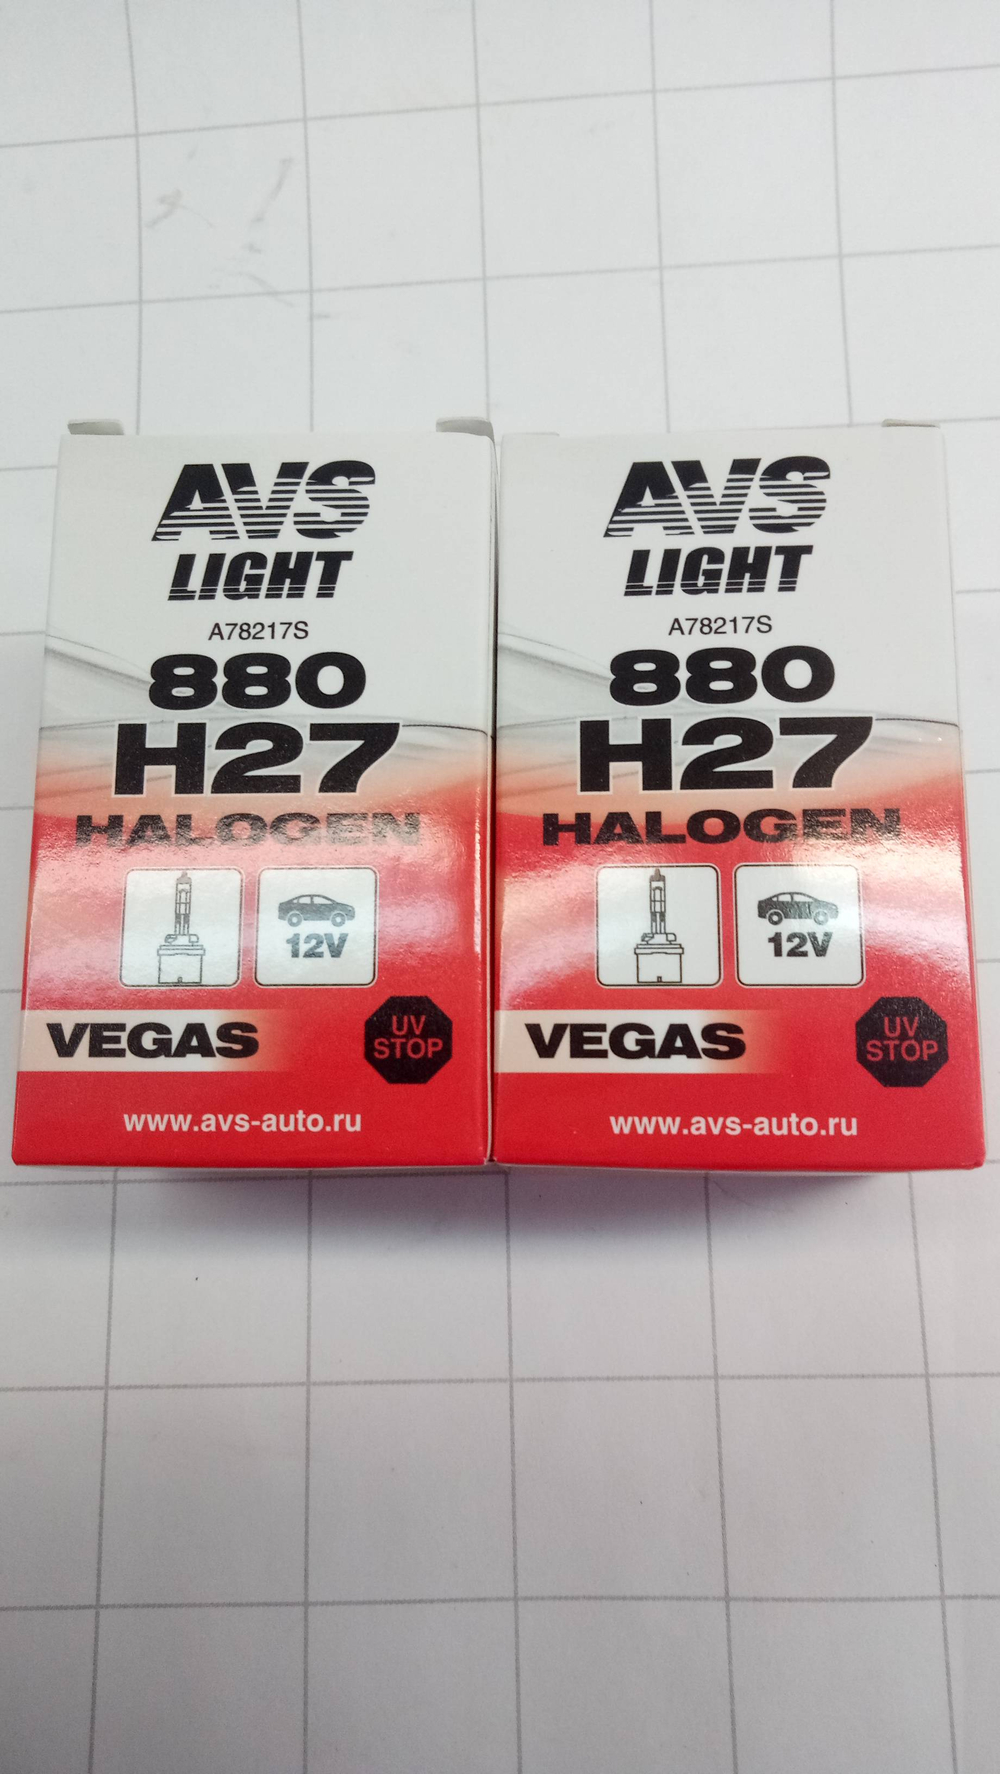 AVS
LIGHT
A78217S
880
H27
HALOGEN
12V
VEGAS
UV
STOP
www.avs-auto.ru
AVS
LIGHT
A78217S
880
H27
HALOGEN
12V
VEGAS
UV
STOP
www.avs-auto.ru